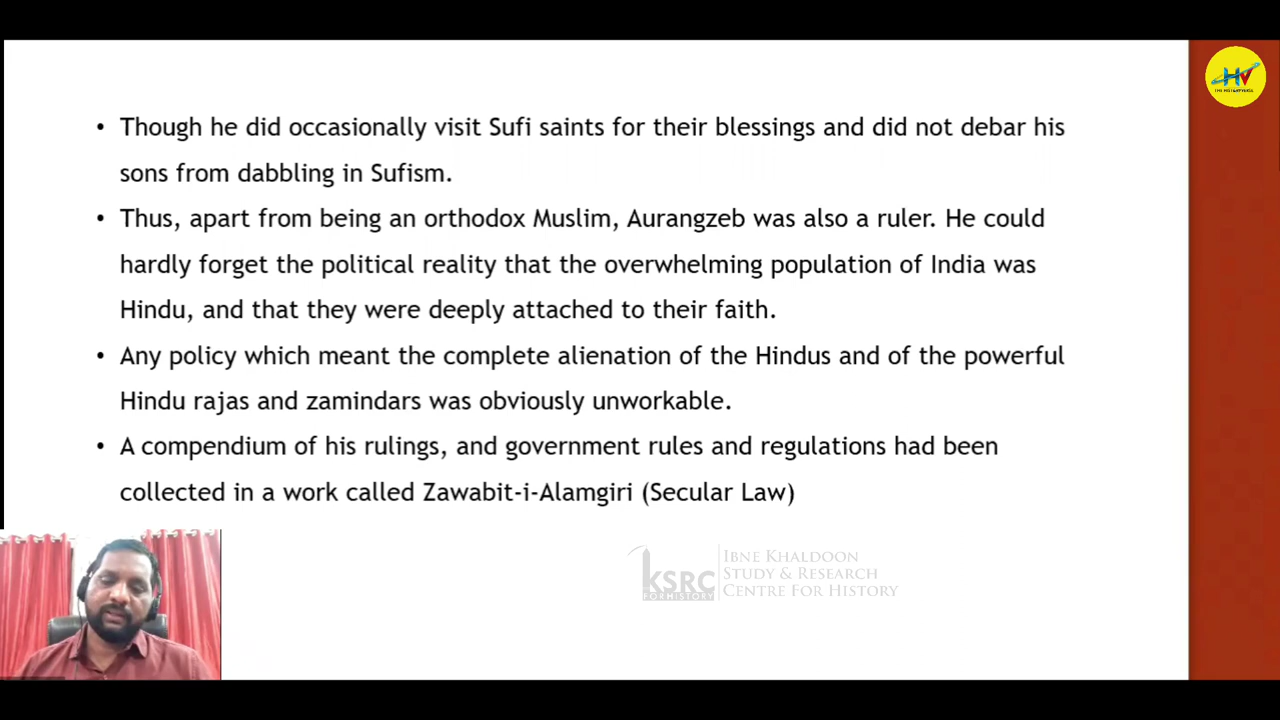 • Though he did occasionally visit Sufi saints for their blessings and did not debar his
sons from dabbling in Sufism.
• Thus, apart from being an orthodox Muslim, Aurangzeb was also a ruler. He could
hardly forget the political reality that the overwhelming population of India was
Hindu, and that they were deeply attached to their faith.
• Any policy which meant the complete alienation of the Hindus and of the powerful
Hindu rajas and zamindars was obviously unworkable.
• A compendium of his rulings, and government rules and regulations had been
collected in a work called Zawabit-i-Alamgiri (Secular Law)
HV
KSRC
FORHISTORY
IBNE KHALDOON
STUDY & RESEARCH
CENTRE FOR HISTORY